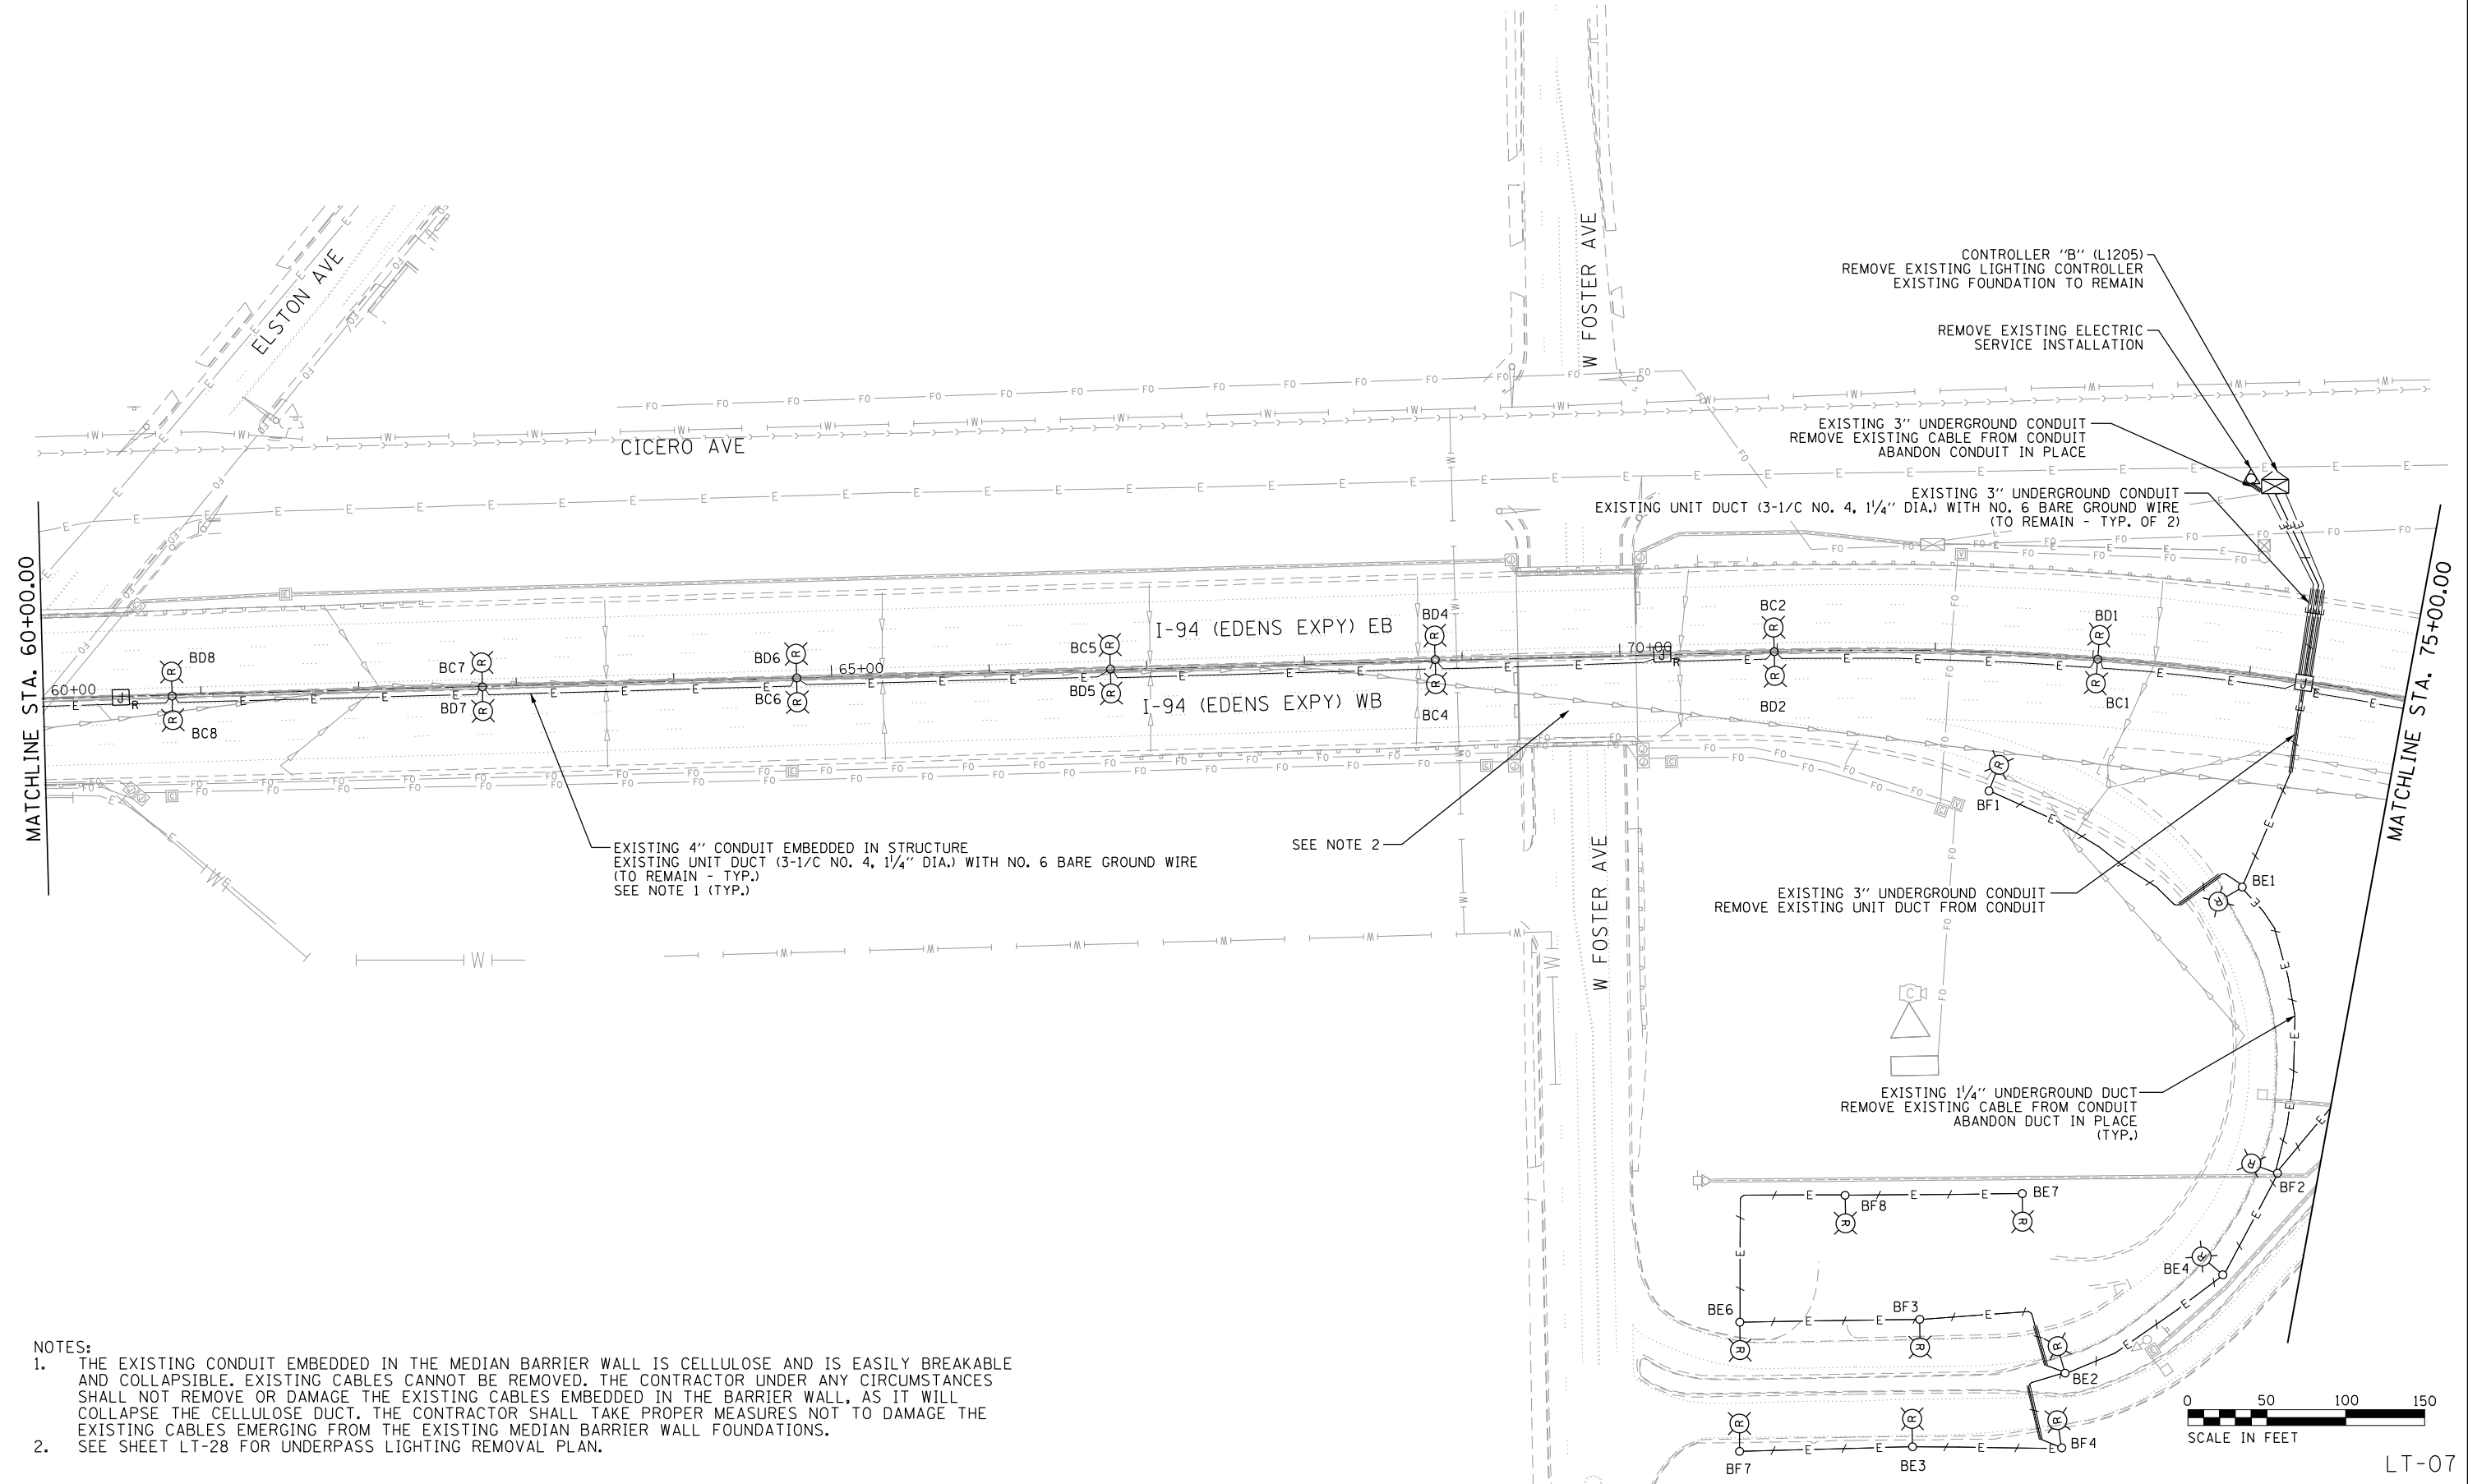 W FOSTER AVE
ELSTON AVE
CICERO AVE
CONTROLLER "B" (L1205)
REMOVE EXISTING LIGHTING CONTROLLER
EXISTING FOUNDATION TO REMAIN
REMOVE EXISTING ELECTRIC
SERVICE INSTALLATION
EXISTING 3" UNDERGROUND CONDUIT
REMOVE EXISTING CABLE FROM CONDUIT
ABANDON CONDUIT IN PLACE
EXISTING 3" UNDERGROUND CONDUIT
EXISTING UNIT DUCT (3-1/C NO. 4, 1¼" DIA.) WITH NO. 6 BARE GROUND WIRE
(TO REMAIN - TYP. OF 2)
MATCHLINE STA. 60+00.00
MATCHLINE STA. 75+00.00
I-94 (EDENS EXPY) EB
I-94 (EDENS EXPY) WB
60+00
65+00
70+00
BD8
BC8
BC7
BD7
BD6
BC6
BC5
BD5
BD4
BC4
BC2
BD2
BD1
BC1
BF1
BE1
EXISTING 4" CONDUIT EMBEDDED IN STRUCTURE
EXISTING UNIT DUCT (3-1/C NO. 4, 1¼" DIA.) WITH NO. 6 BARE GROUND WIRE
(TO REMAIN - TYP.)
SEE NOTE 1 (TYP.)
SEE NOTE 2
W FOSTER AVE
EXISTING 3" UNDERGROUND CONDUIT
REMOVE EXISTING UNIT DUCT FROM CONDUIT
EXISTING 1¼" UNDERGROUND DUCT
REMOVE EXISTING CABLE FROM CONDUIT
ABANDON DUCT IN PLACE
(TYP.)
BF2
BE7
BF8
BE4
BE6
BF3
BE2
BF4
BF7
BE3
NOTES:
1. THE EXISTING CONDUIT EMBEDDED IN THE MEDIAN BARRIER WALL IS CELLULOSE AND IS EASILY BREAKABLE
AND COLLAPSIBLE. EXISTING CABLES CANNOT BE REMOVED. THE CONTRACTOR UNDER ANY CIRCUMSTANCES
SHALL NOT REMOVE OR DAMAGE THE EXISTING CABLES EMBEDDED IN THE BARRIER WALL, AS IT WILL
COLLAPSE THE CELLULOSE DUCT. THE CONTRACTOR SHALL TAKE PROPER MEASURES NOT TO DAMAGE THE
EXISTING CABLES EMERGING FROM THE EXISTING MEDIAN BARRIER WALL FOUNDATIONS.
2. SEE SHEET LT-28 FOR UNDERPASS LIGHTING REMOVAL PLAN.
0 50 100 150
SCALE IN FEET
LT-07